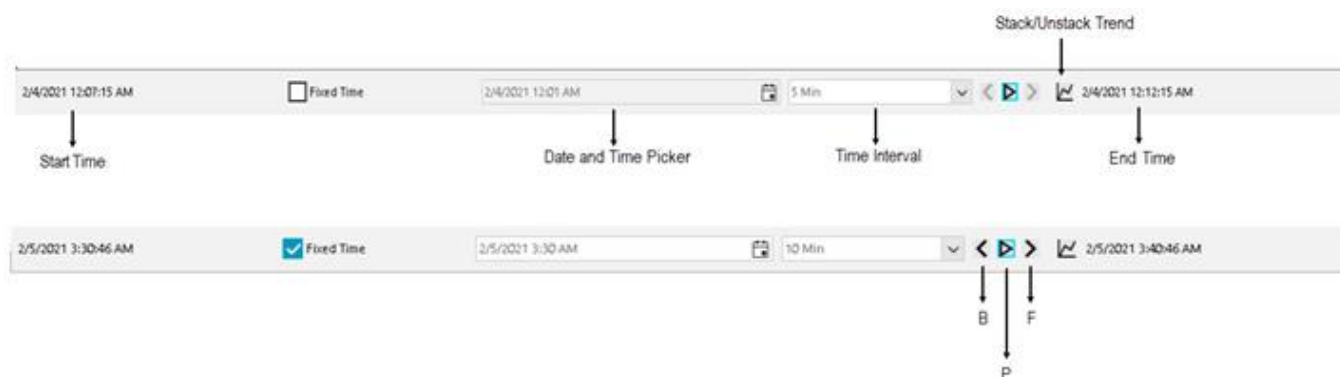 Stack/Unstack Trend
2/4/2021 12:07:15 AM Fixed Time 2/4/2021 12:01 AM 5 Min 2/4/2021 12:12:15 AM
Start Time Date and Time Picker Time Interval End Time
2/5/2021 3:30:46 AM Fixed Time 2/5/2021 3:30 AM 10 Min 2/5/2021 3:40:46 AM
B F
P